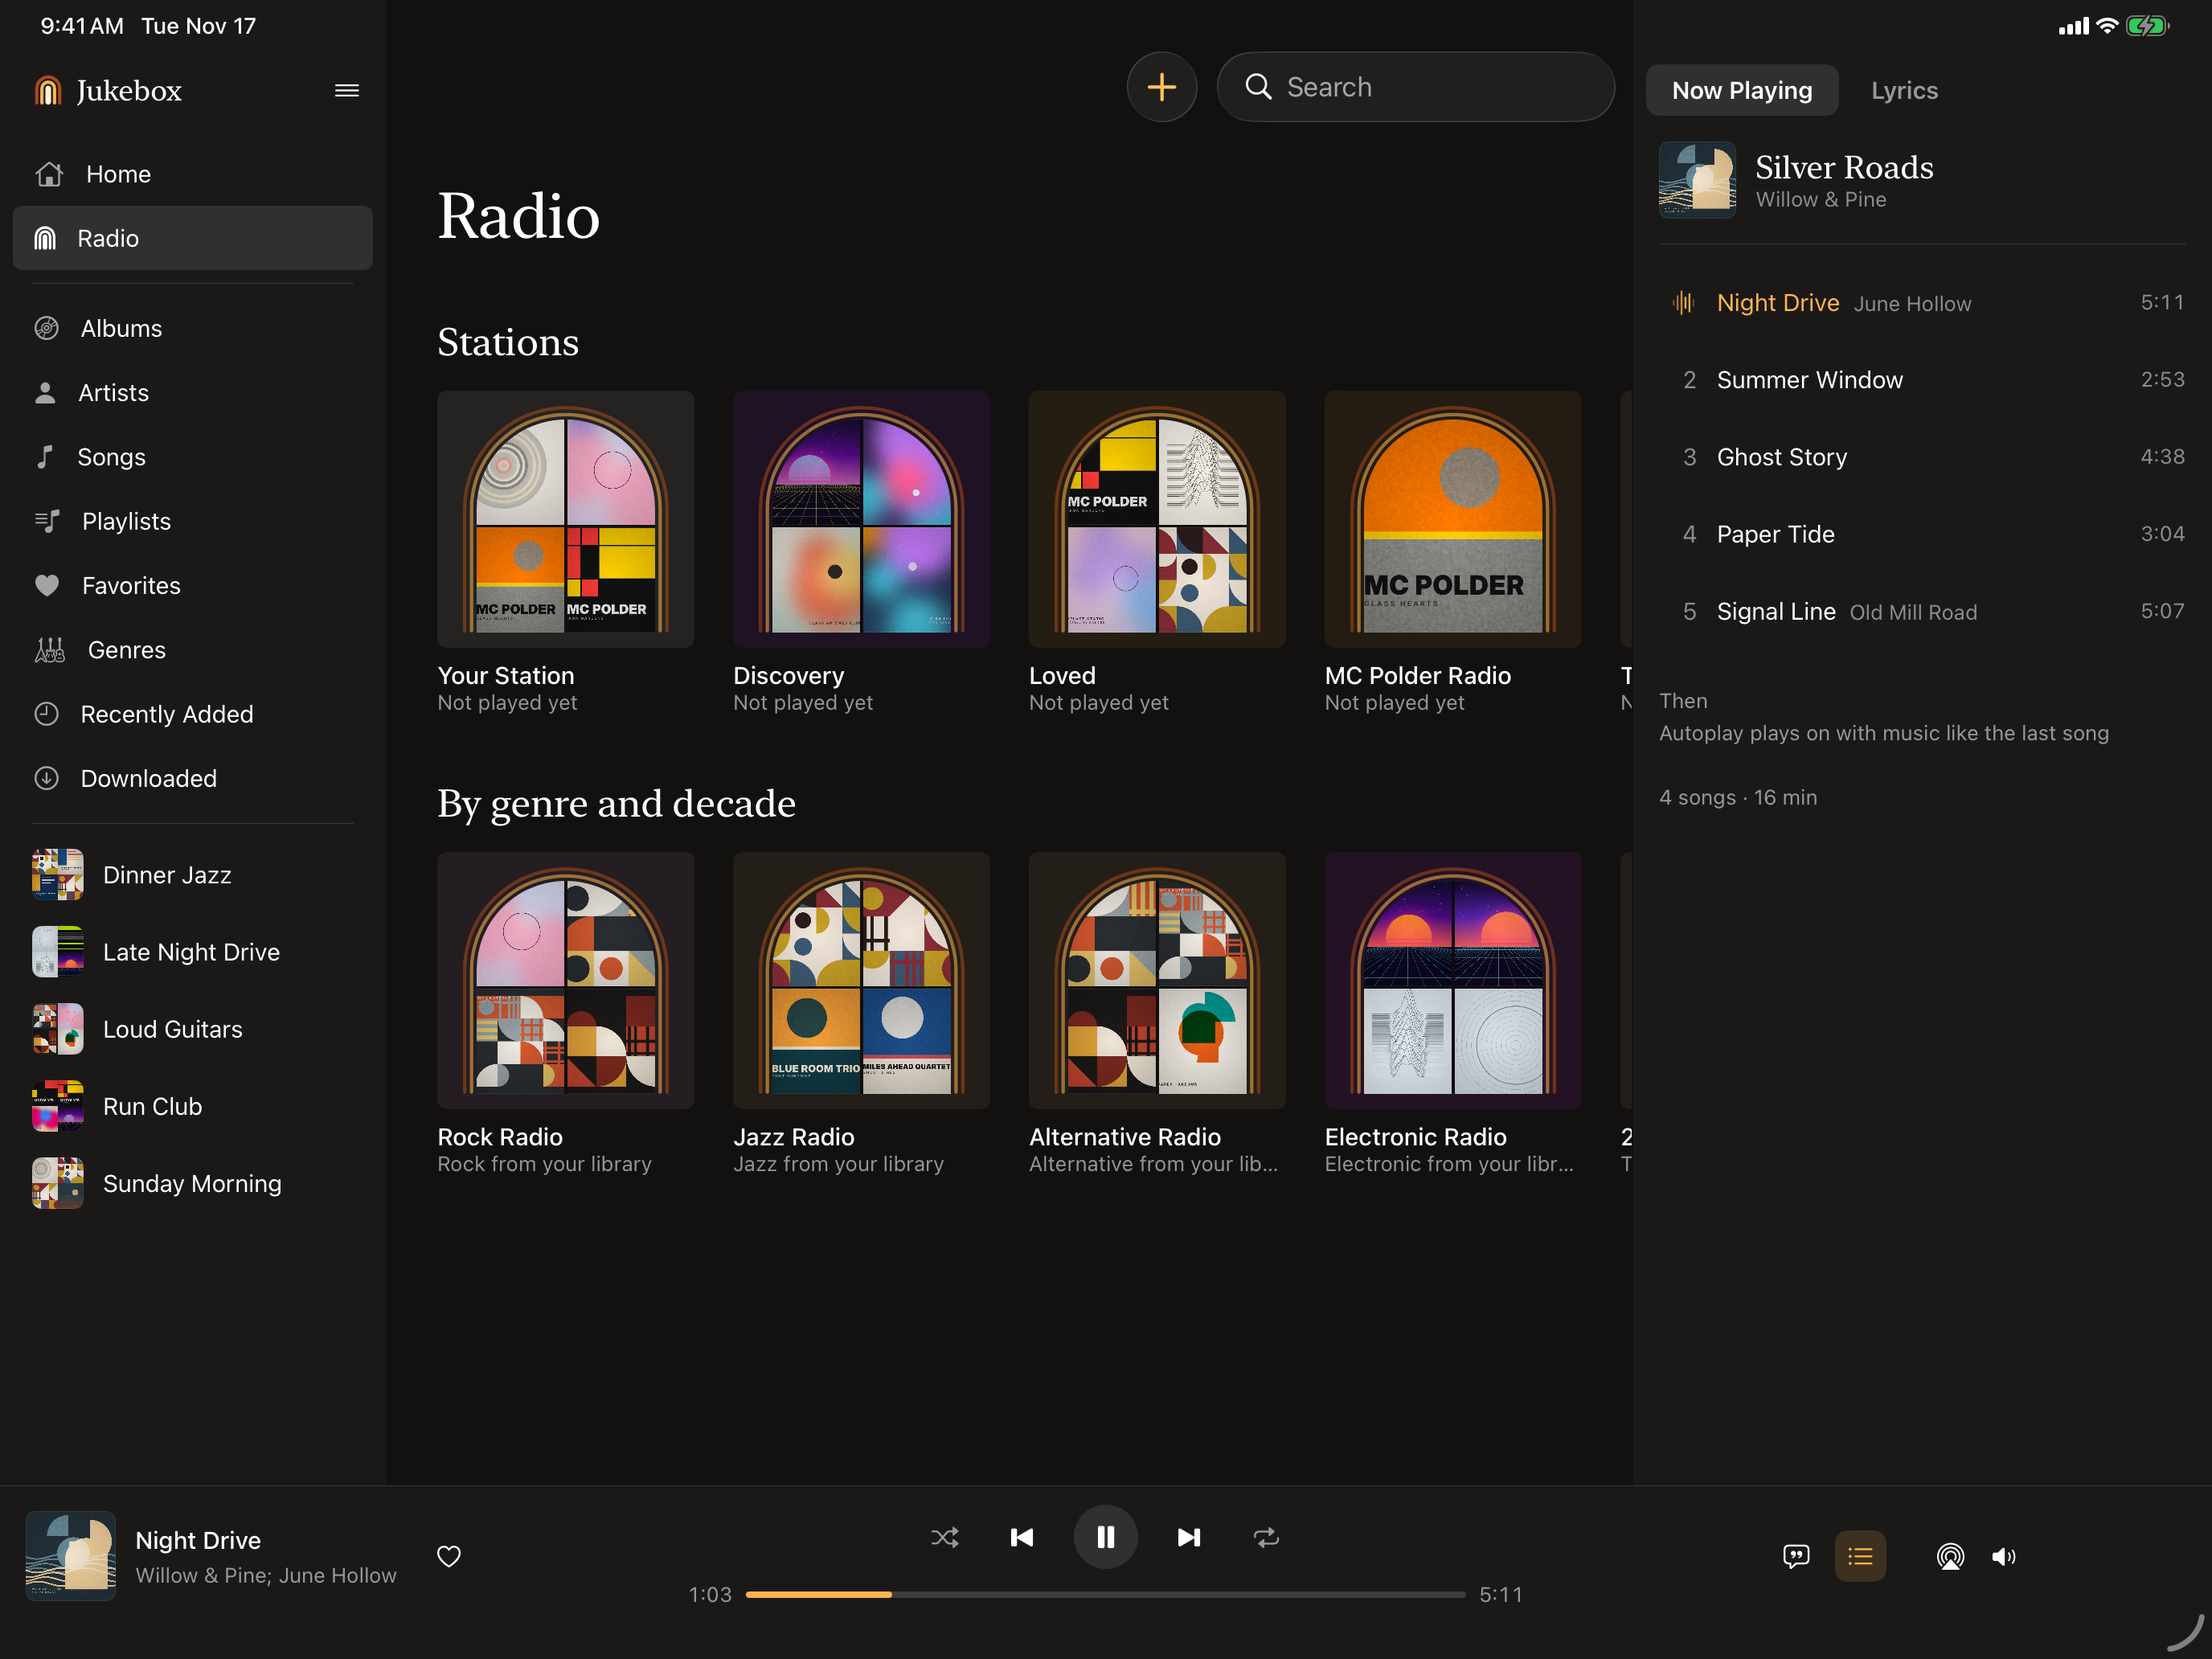 9:41 AM Tue Nov 17
Jukebox
Home
Radio
Albums
Artists
Songs
Playlists
Favorites
Genres
Recently Added
Downloaded
Dinner Jazz
Late Night Drive
Loud Guitars
Run Club
Sunday Morning
Search
Radio
Stations
MC POLDER
GLASS HEARTS
MC POLDER
MC POLDER
MC POLDER
GLASS HEARTS
Your Station
Not played yet
Discovery
Not played yet
Loved
Not played yet
MC Polder Radio
Not played yet
By genre and decade
BLUE ROOM TRIO
MILES AHEAD QUARTET
Rock Radio
Rock from your library
Jazz Radio
Jazz from your library
Alternative Radio
Alternative from your lib...
Electronic Radio
Electronic from your libr...
Now Playing
Lyrics
Silver Roads
Willow & Pine
Night Drive June Hollow 5:11
2 Summer Window 2:53
3 Ghost Story 4:38
4 Paper Tide 3:04
5 Signal Line Old Mill Road 5:07
Then
Autoplay plays on with music like the last song
4 songs · 16 min
Night Drive
Willow & Pine; June Hollow
1:03
5:11